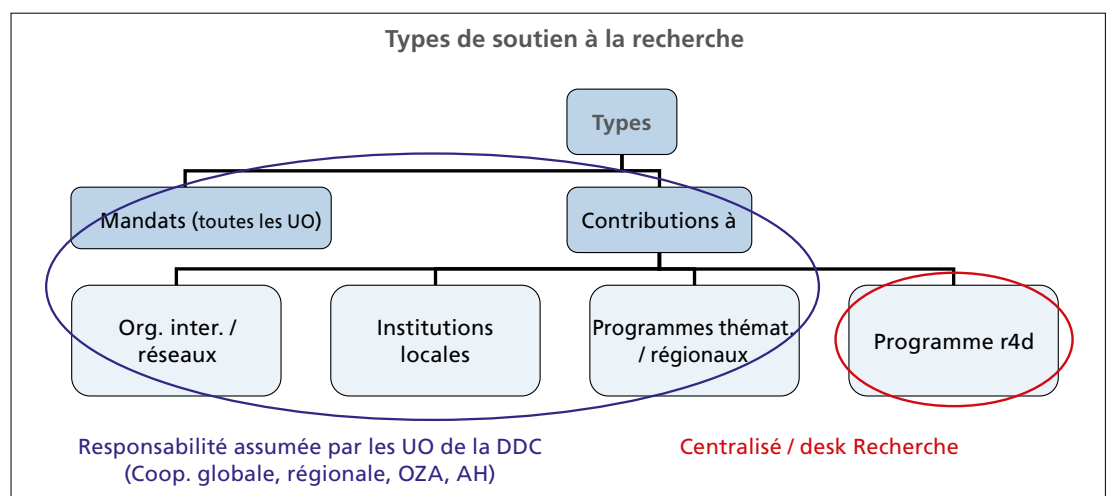 Types de soutien à la recherche
Types
Mandats (toutes les UO)
Contributions à
Org. inter. /
réseaux
Institutions
locales
Programmes thémat.
/ régionaux
Programme r4d
Responsabilité assumée par les UO de la DDC
(Coop. globale, régionale, OZA, AH)
Centralisé / desk Recherche